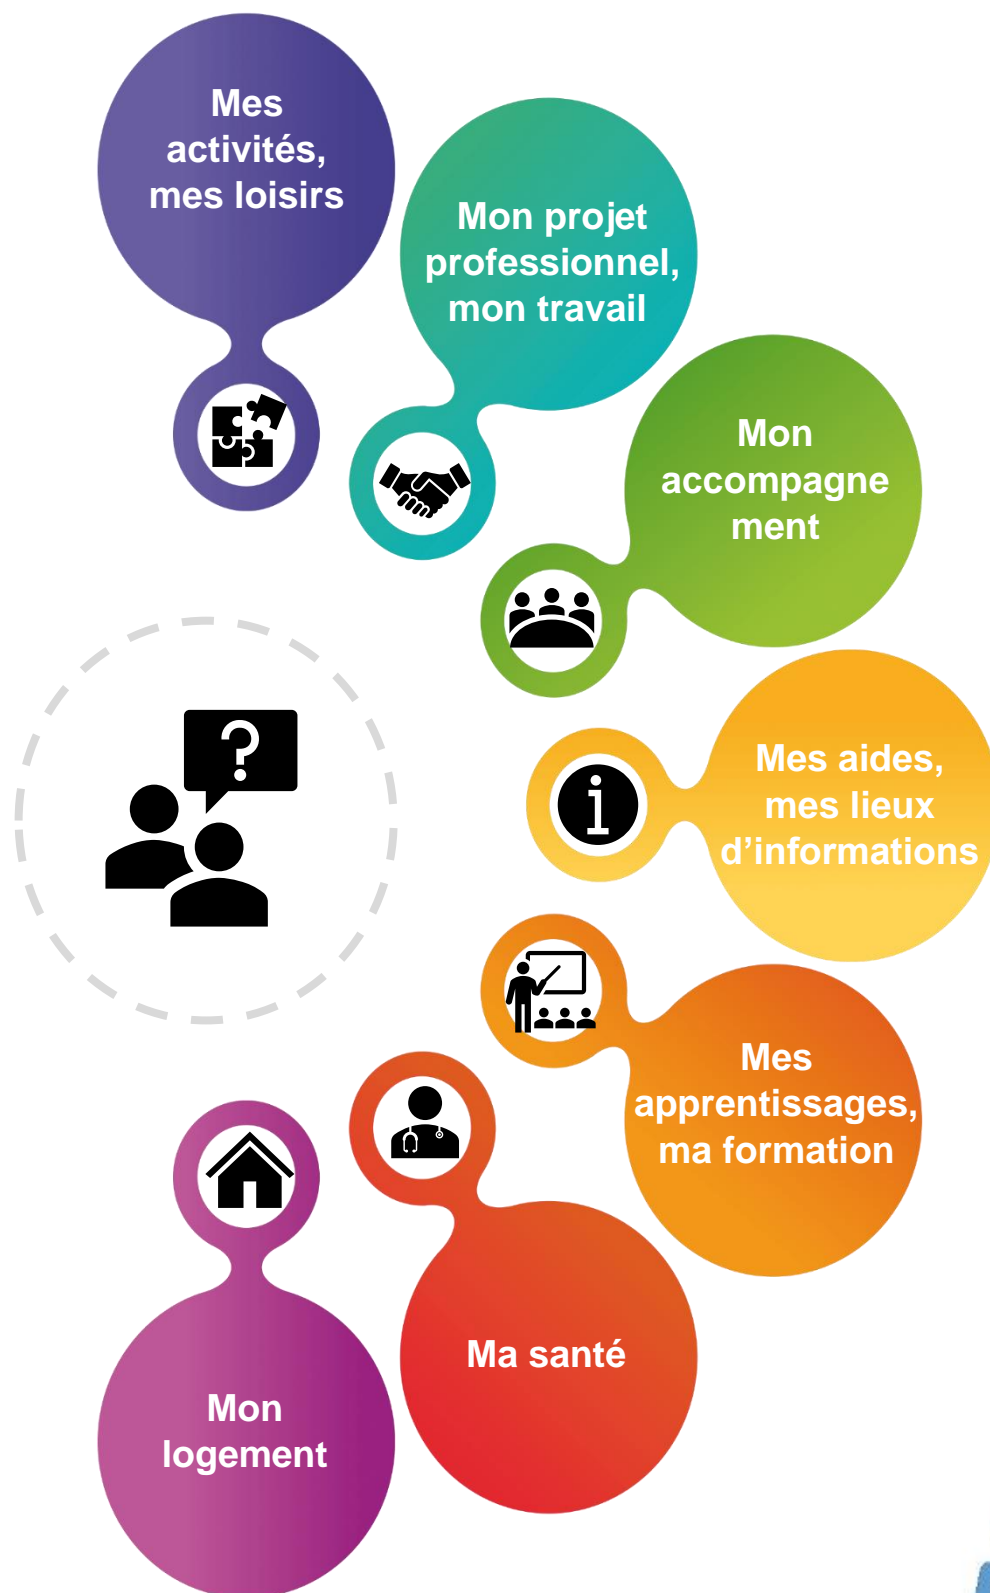 Mes
activités,
mes loisirs
Mon projet
professionnel,
mon travail
Mon
accompagne
ment
?
Mes aides,
mes lieux
d’informations
i
Mes
apprentissages,
ma formation
Ma santé
Mon
logement